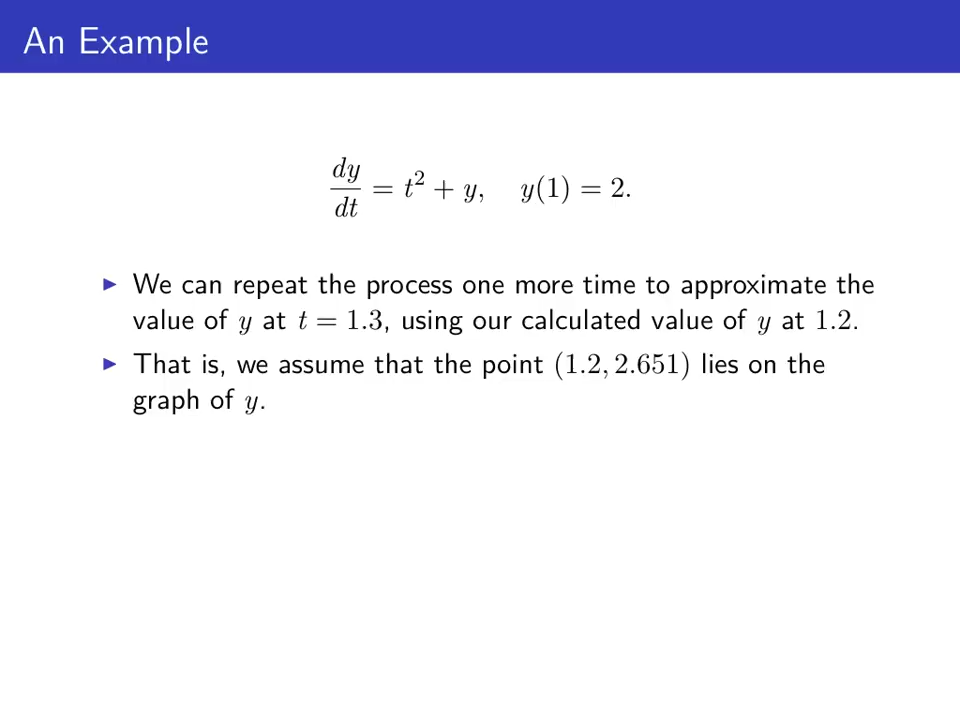 An Example
dy/dt = t² + y, y(1) = 2.
We can repeat the process one more time to approximate the
value of y at t = 1.3, using our calculated value of y at 1.2.
That is, we assume that the point (1.2, 2.651) lies on the
graph of y.